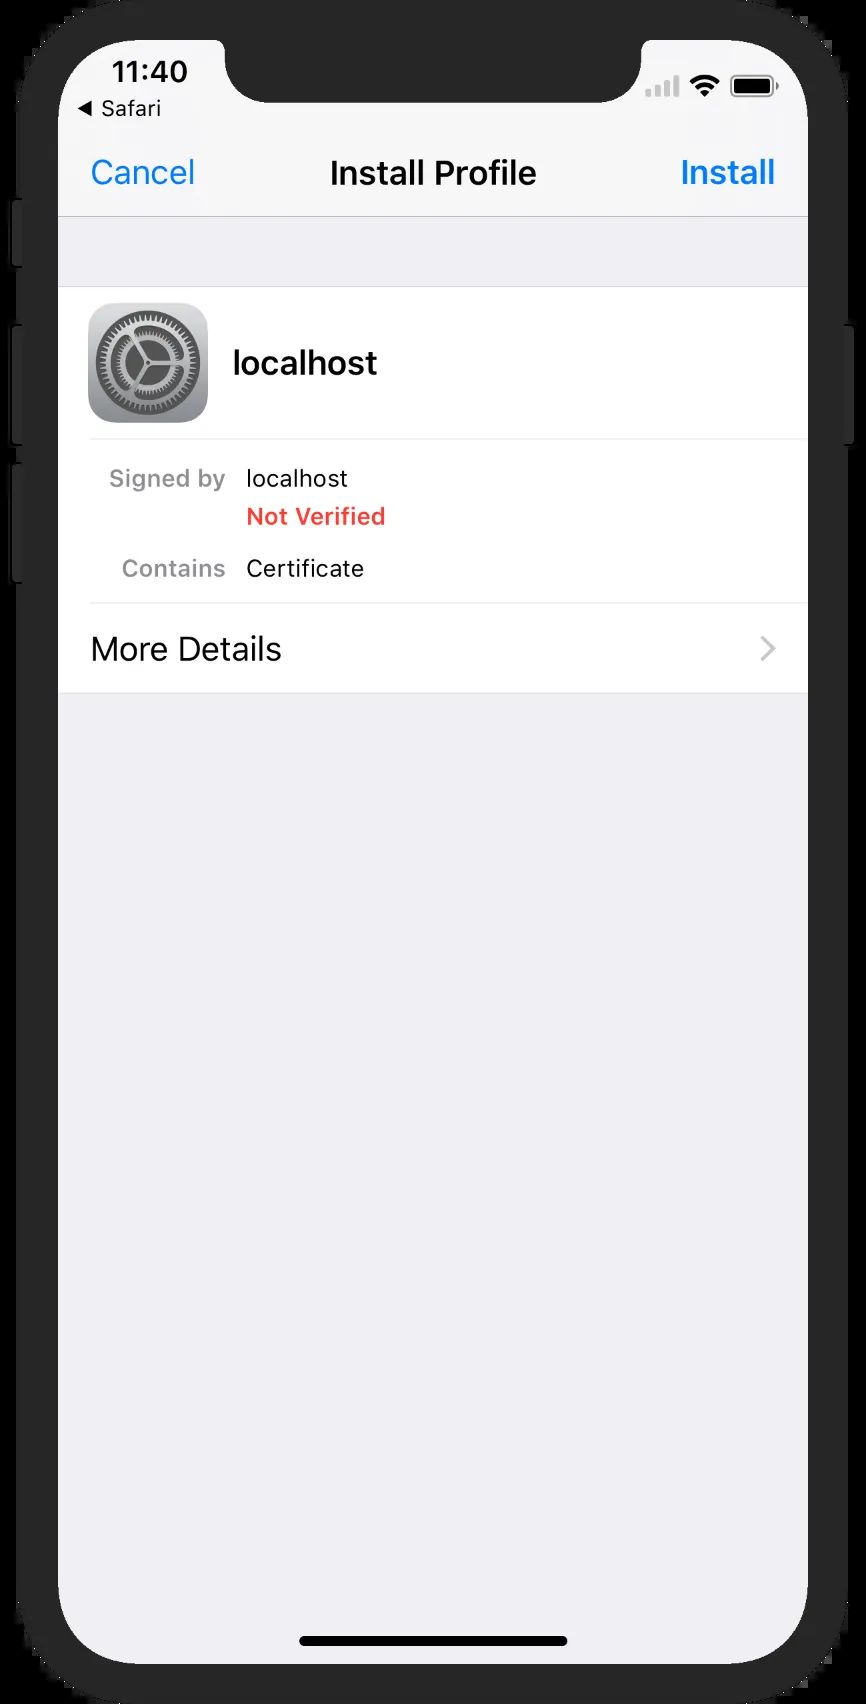 11:40
◀ Safari
Cancel Install Profile Install
localhost
Signed by localhost
Not Verified
Contains Certificate
More Details